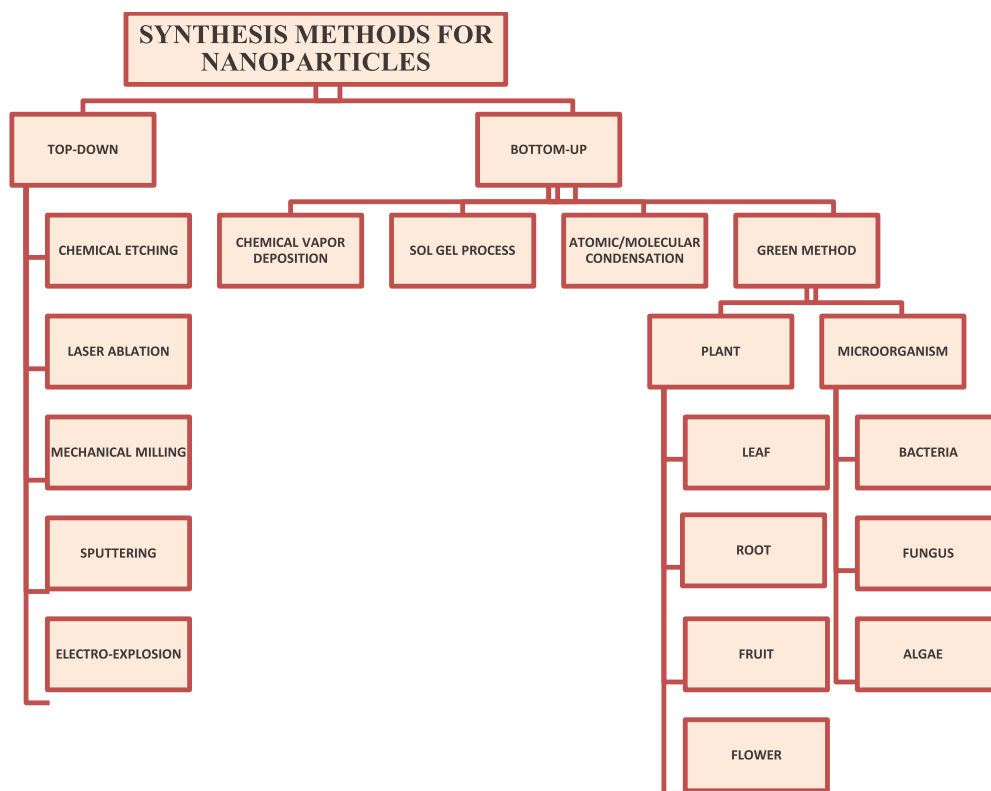 SYNTHESIS METHODS FOR
NANOPARTICLES
TOP-DOWN
BOTTOM-UP
CHEMICAL ETCHING
CHEMICAL VAPOR
DEPOSITION
SOL GEL PROCESS
ATOMIC/MOLECULAR
CONDENSATION
GREEN METHOD
LASER ABLATION
PLANT
MICROORGANISM
MECHANICAL MILLING
LEAF
BACTERIA
SPUTTERING
ROOT
FUNGUS
ELECTRO-EXPLOSION
FRUIT
ALGAE
FLOWER